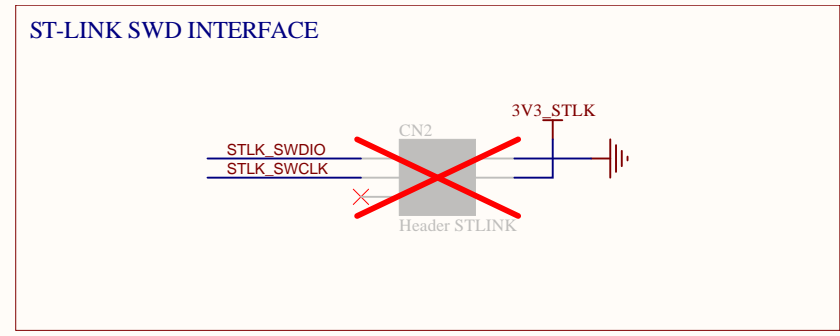 ST-LINK SWD INTERFACE
3V3_STLK
CN2
STLK_SWDIO
STLK_SWCLK
Header STLINK